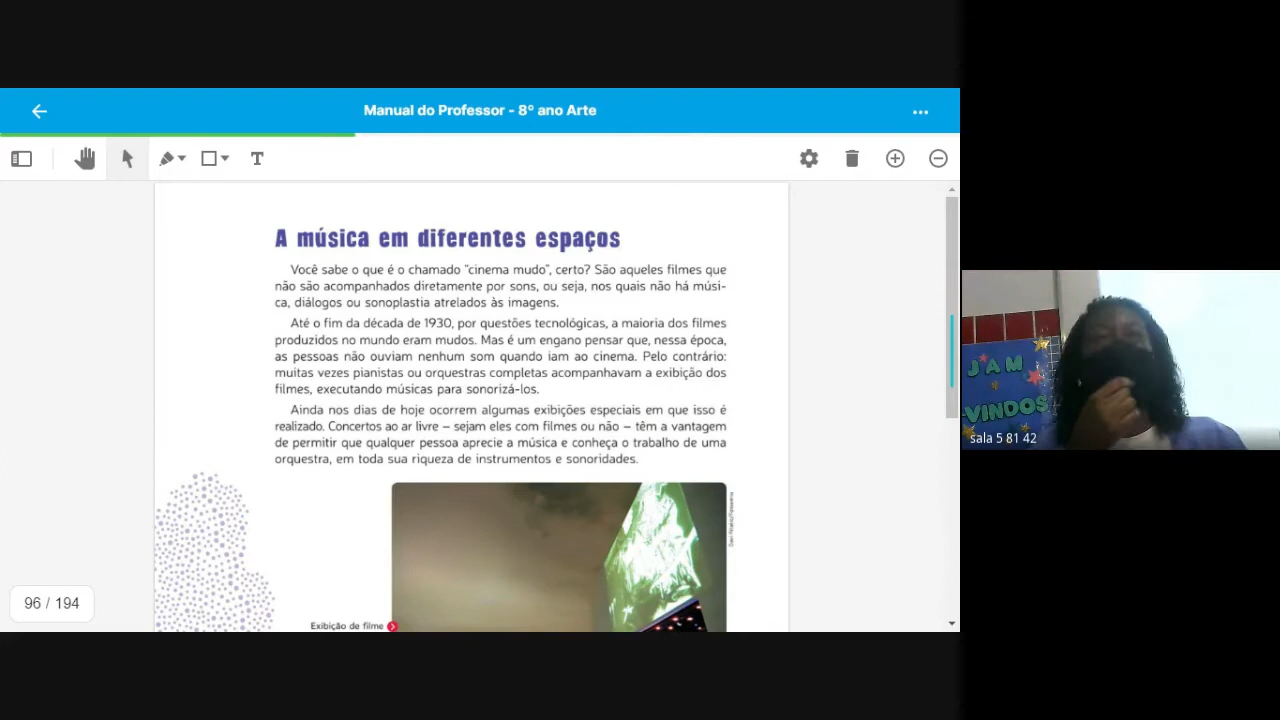 Manual do Professor - 8º ano Arte
T
A música em diferentes espaços
Você sabe o que é o chamado "cinema mudo", certo? São aqueles filmes que
não são acompanhados diretamente por sons, ou seja, nos quais não há músi-
ca, diálogos ou sonoplastia atrelados às imagens.
Até o fim da década de 1930, por questões tecnológicas, a maioria dos filmes
produzidos no mundo eram mudos. Mas é um engano pensar que, nessa época,
as pessoas não ouviam nenhum som quando iam ao cinema. Pelo contrário:
muitas vezes pianistas ou orquestras completas acompanhavam a exibição dos
filmes, executando músicas para sonorizá-los.
Ainda nos dias de hoje ocorrem algumas exibições especiais em que isso é
realizado. Concertos ao ar livre – sejam eles com filmes ou não – têm a vantagem
de permitir que qualquer pessoa aprecie a música e conheça o trabalho de uma
orquestra, em toda sua riqueza de instrumentos e sonoridades.
Exibição de filme
96 / 194
JAM
VINDOS
sala 5 81 42